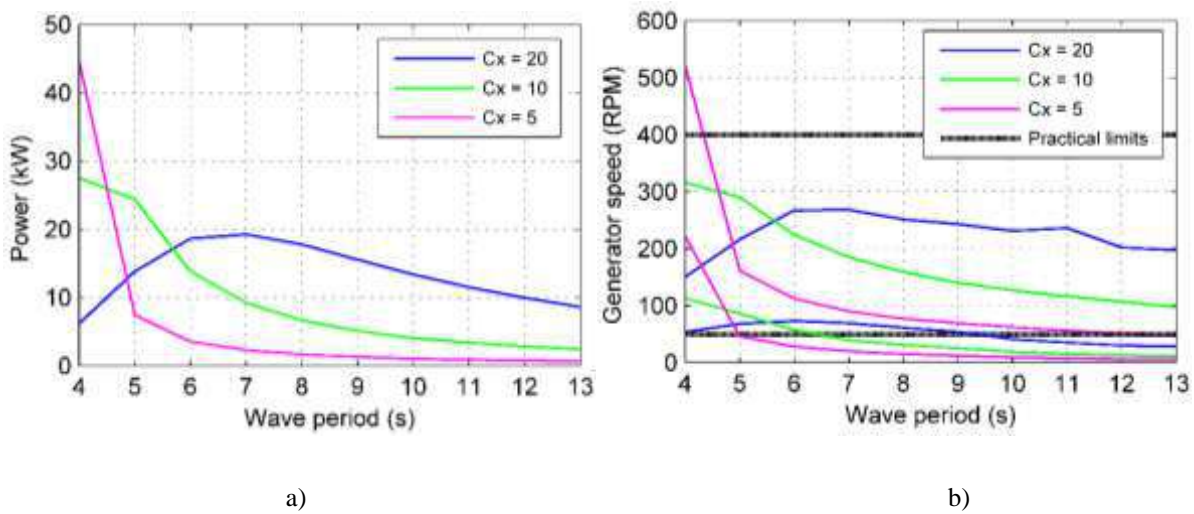 50
40
30
20
10
0
Power (kW)
Cx = 20
Cx = 10
Cx = 5
4 5 6 7 8 9 10 11 12 13
Wave period (s)
600
500
400
300
200
100
0
Generator speed (RPM)
Cx = 20
Cx = 10
Cx = 5
Practical limits
4 5 6 7 8 9 10 11 12 13
Wave period (s)
a) b)